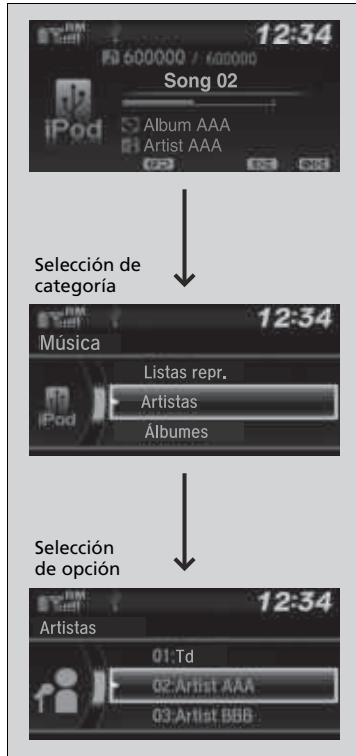 12:34
600000 / 600000
Song 02
iPod
Album AAA
Artist AAA
Selección de
categoría
12:34
Música
Listas repr.
iPod
Artistas
Álbumes
Selección
de opción
12:34
Artistas
01:Td
02:Artist AAA
03:Artist BBB